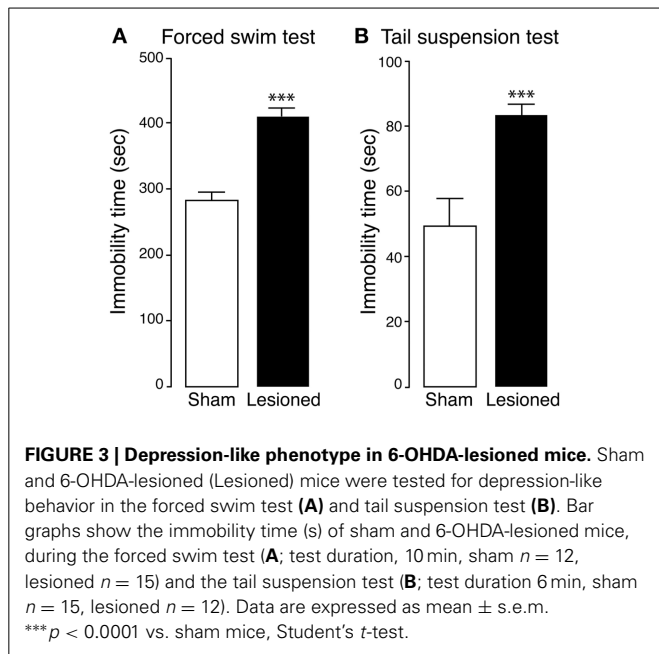 A Forced swim test
B Tail suspension test
500
400
300
200
100
0
Immobility time (sec)
***
Sham Lesioned
100
80
60
40
20
0
Immobility time (sec)
***
Sham Lesioned
FIGURE 3 | Depression-like phenotype in 6-OHDA-lesioned mice. Sham
and 6-OHDA-lesioned (Lesioned) mice were tested for depression-like
behavior in the forced swim test (A) and tail suspension test (B). Bar
graphs show the immobility time (s) of sham and 6-OHDA-lesioned mice,
during the forced swim test (A; test duration, 10 min, sham n = 12,
lesioned n = 15) and the tail suspension test (B; test duration 6 min, sham
n = 15, lesioned n = 12). Data are expressed as mean ± s.e.m.
***p < 0.0001 vs. sham mice, Student's t-test.